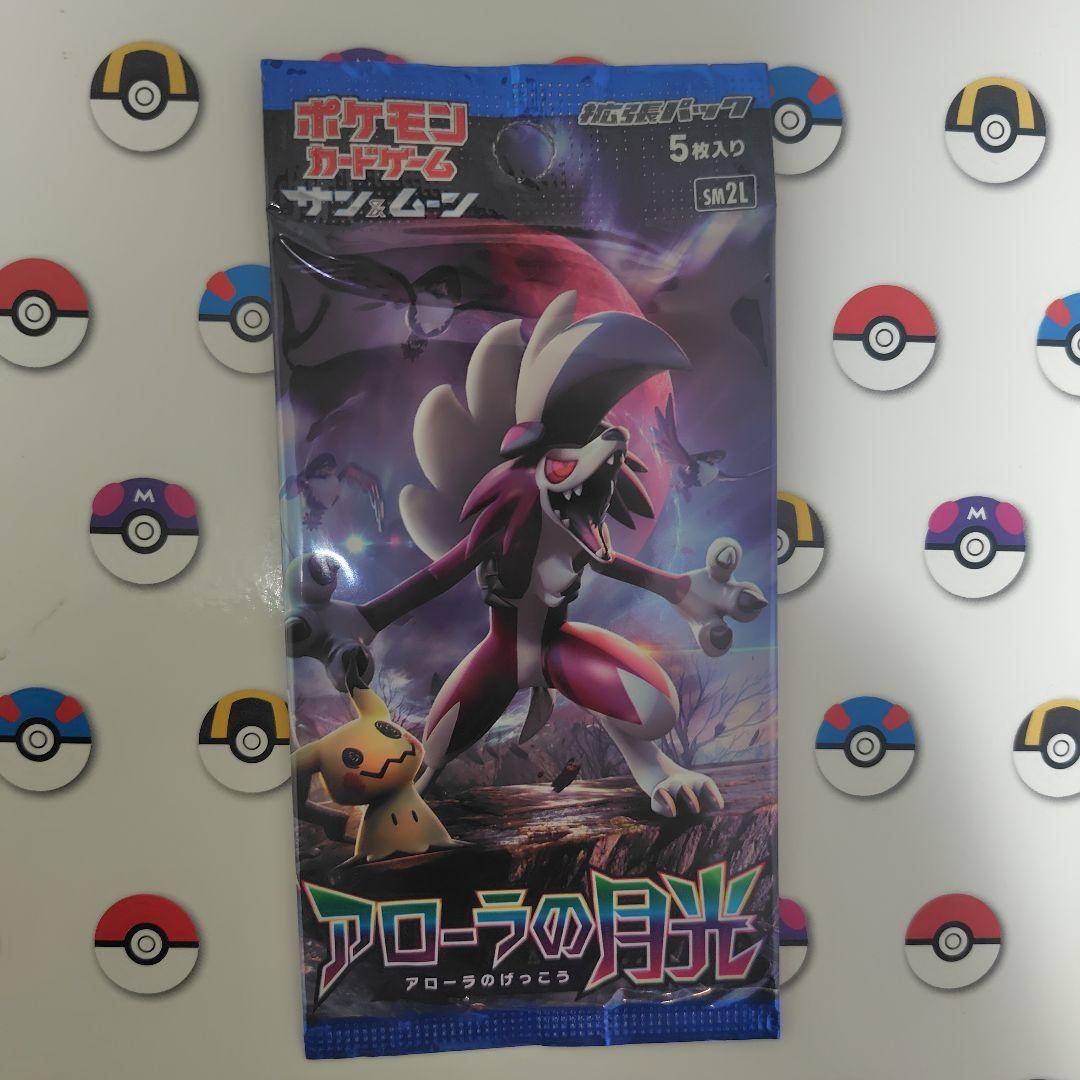 ポケモン
カードゲーム
サン&ムーン
拡張パック
5枚入り
SM2L
M
M
アローラの月光
アローラのげっこう